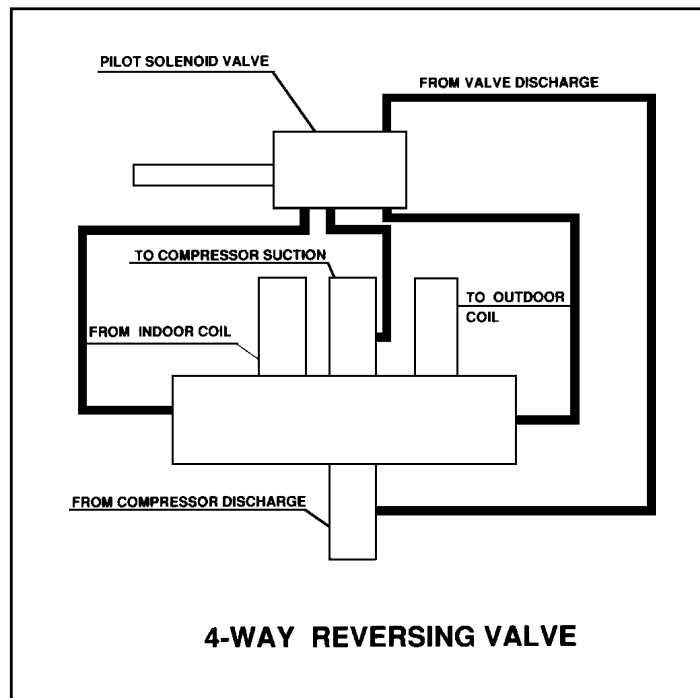 PILOT SOLENOID VALVE
FROM VALVE DISCHARGE
TO COMPRESSOR SUCTION
TO OUTDOOR
COIL
FROM INDOOR COIL
FROM COMPRESSOR DISCHARGE
4-WAY REVERSING VALVE